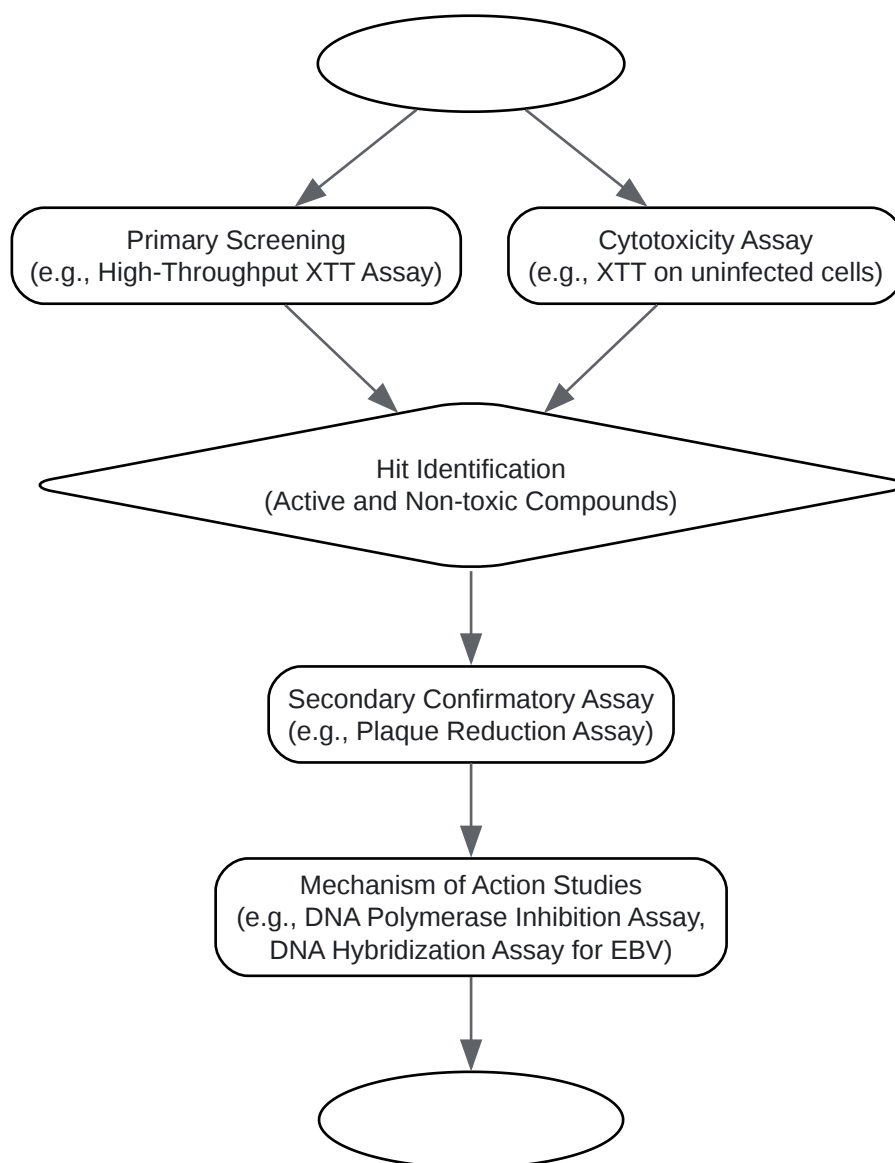 Primary Screening
(e.g., High-Throughput XTT Assay)
Cytotoxicity Assay
(e.g., XTT on uninfected cells)
Hit Identification
(Active and Non-toxic Compounds)
Secondary Confirmatory Assay
(e.g., Plaque Reduction Assay)
Mechanism of Action Studies
(e.g., DNA Polymerase Inhibition Assay,
DNA Hybridization Assay for EBV)